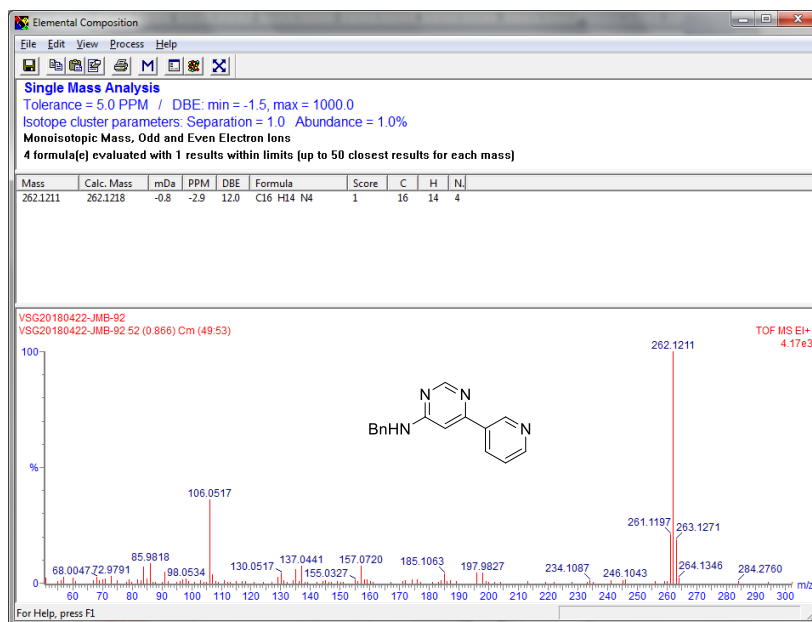 Elemental Composition
File Edit View Process Help
M
Single Mass Analysis
Tolerance = 5.0 PPM / DBE: min = -1.5, max = 1000.0
Isotope cluster parameters: Separation = 1.0 Abundance = 1.0%
Monoisotopic Mass, Odd and Even Electron Ions
4 formula(e) evaluated with 1 results within limits (up to 50 closest results for each mass)
Mass Calc. Mass mDa PPM DBE Formula Score C H N
262.1211 262.1218 -0.8 -2.9 12.0 C16 H14 N4 1 16 14 4
VSG20180422-JMB-92
VSG20180422-JMB-92 52 (0.866) Cm (49:53)
TOF MS EI+
4.17e3
100
%
0
262.1211
N N
BnHN N
106.0517
261.1197
263.1271
85.9818
68.0047 72.9791
98.0534
130.0517
137.0441
155.0327
157.0720
185.1063
197.9827
234.1087
246.1043
264.1346
284.2760
60 70 80 90 100 110 120 130 140 150 160 170 180 190 200 210 220 230 240 250 260 270 280 290 300
m/z
For Help, press F1